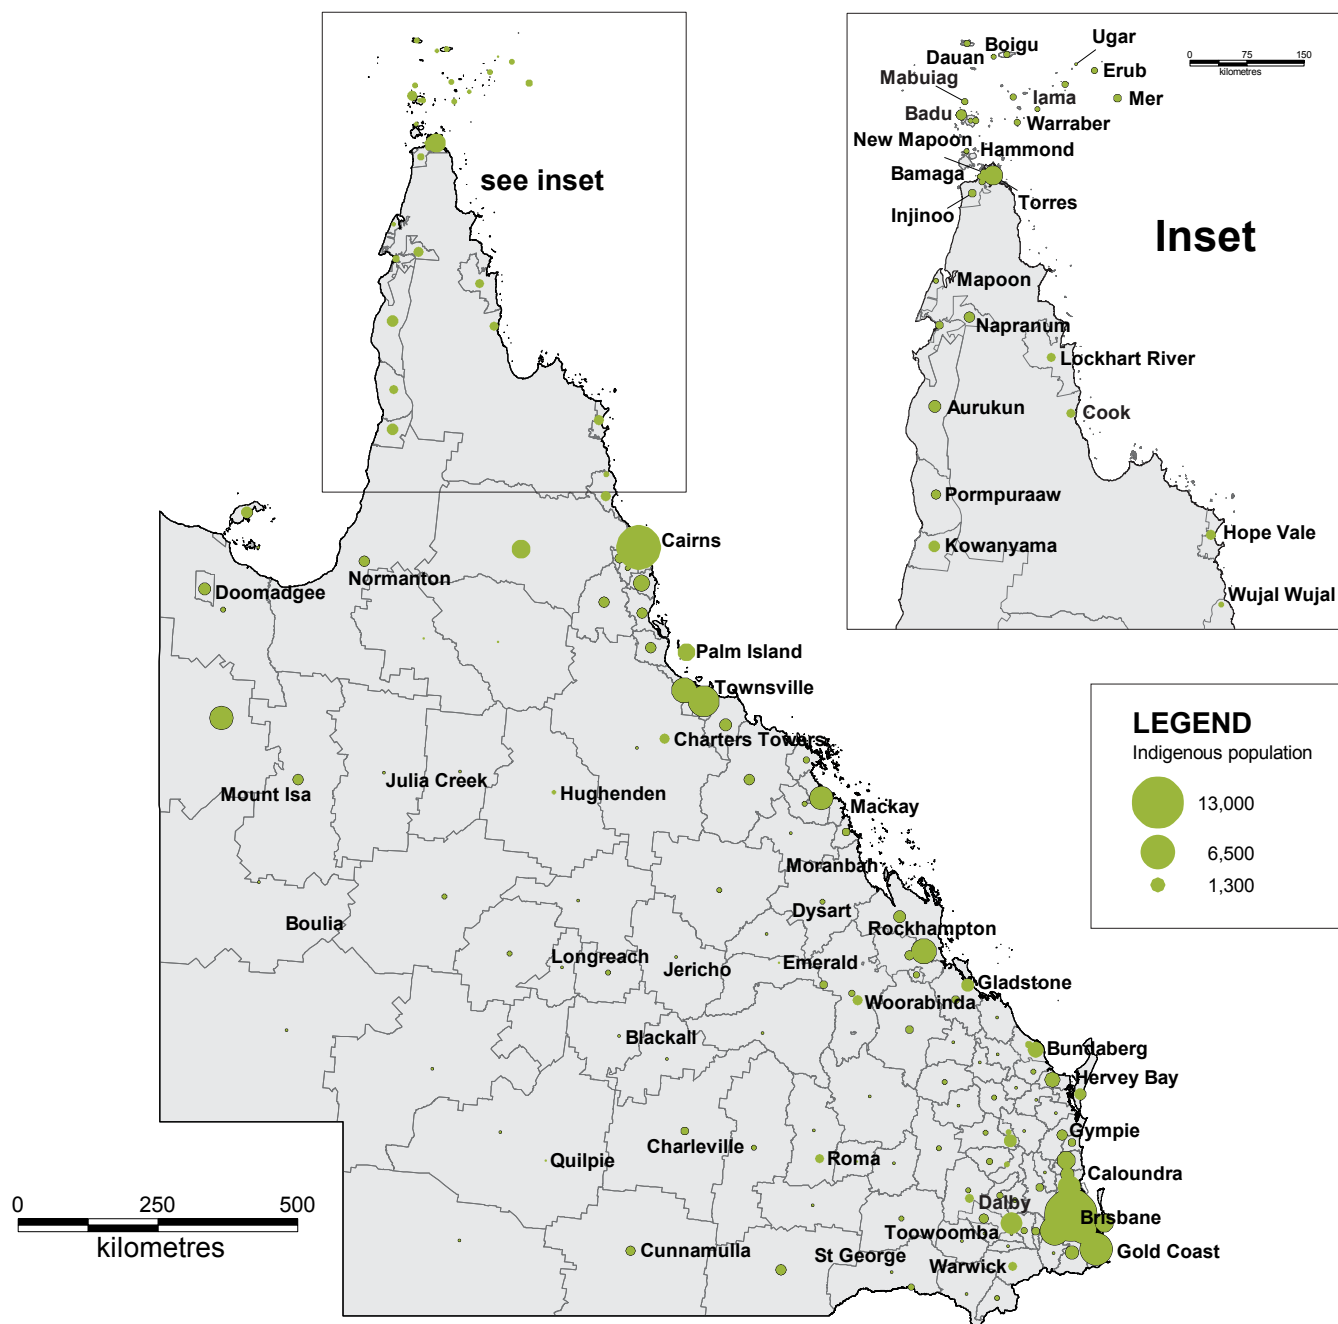 see inset
Cairns
Normanton
Doomadgee
Palm Island
Townsville
Charters Towers
Julia Creek
Mount Isa
Hughenden
Mackay
Moranbah
Dysart
Boulia
Rockhampton
Longreach
Jericho
Emerald
Gladstone
Woorabinda
Blackall
Bundaberg
Hervey Bay
Gympie
Charleville
Quilpie
Roma
Caloundra
Dalby
Brisbane
Toowoomba
Cunnamulla
St George
Gold Coast
Warwick
0 250 500
kilometres
Inset
0 75 150
kilometres
Ugar
Boigu
Dauan
Erub
Mabuiag
Iama
Mer
Badu
Warraber
New Mapoon
Hammond
Bamaga
Torres
Injinoo
Mapoon
Napranum
Lockhart River
Aurukun
Cook
Pormpuraaw
Hope Vale
Kowanyama
Wujal Wujal
LEGEND
Indigenous population
13,000
6,500
1,300